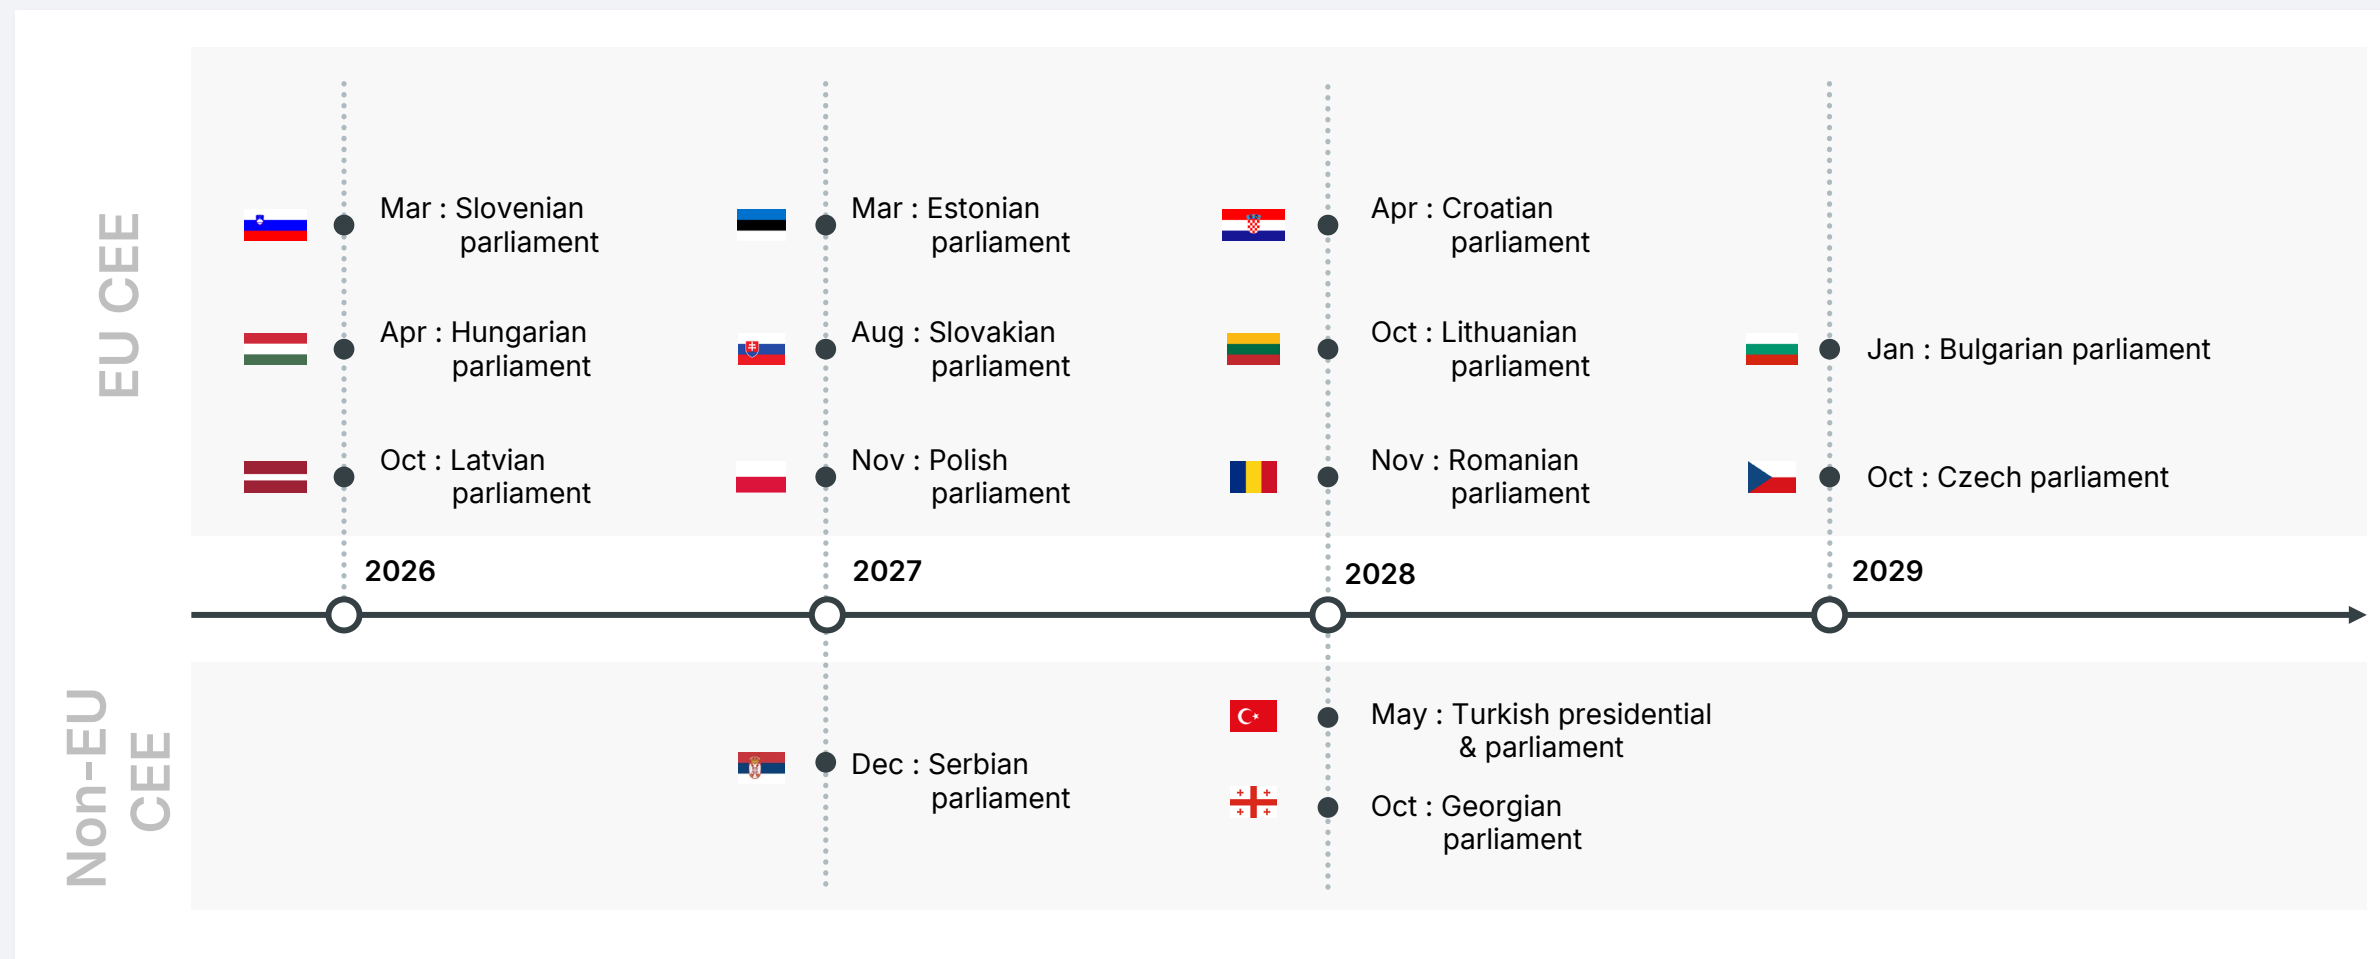 EU CEE
Mar : Slovenian
parliament
Apr : Hungarian
parliament
Oct : Latvian
parliament
Mar : Estonian
parliament
Aug : Slovakian
parliament
Nov : Polish
parliament
Apr : Croatian
parliament
Oct : Lithuanian
parliament
Nov : Romanian
parliament
Jan : Bulgarian parliament
Oct : Czech parliament
2026
2027
2028
2029
Non-EU
CEE
Dec : Serbian
parliament
May : Turkish presidential
& parliament
Oct : Georgian
parliament